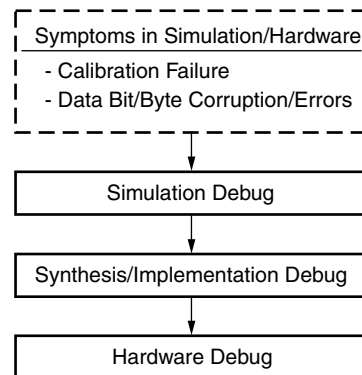 Symptoms in Simulation/Hardware
- Calibration Failure
- Data Bit/Byte Corruption/Errors
Simulation Debug
Synthesis/Implementation Debug
Hardware Debug